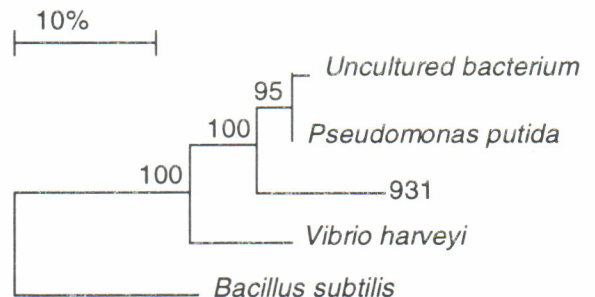 10%
Uncultured bacterium
95
100
Pseudomonas putida
100
931
Vibrio harveyi
Bacillus subtilis